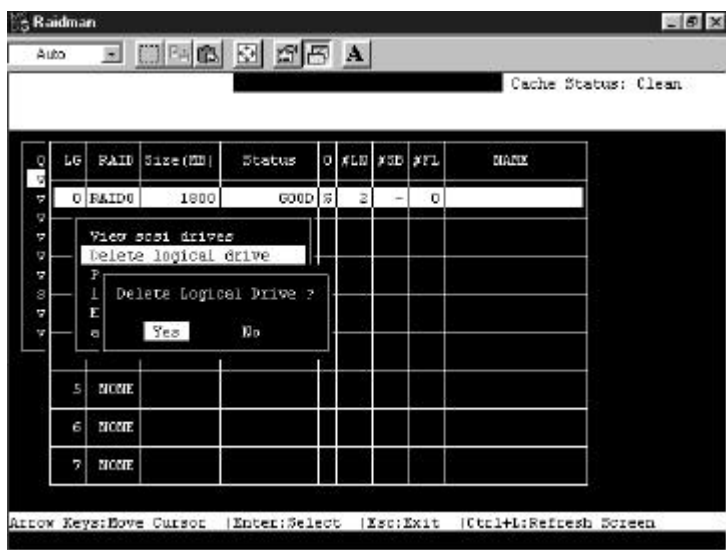 Raidman
Auto
A
Cache Status: Clean
Q LG RAID Size(MB) Status O #LN #SB #FL NAME
v
v 0 RAID0 1800 GOOD S 2 - 0
v
v View scsi drives
v Delete logical drive
v P
s l Delete Logical Drive ?
v E
v a Yes No
5 NONE
6 NONE
7 NONE
Arrow Keys:Move Cursor |Enter:Select |Esc:Exit |Ctrl+L:Refresh Screen